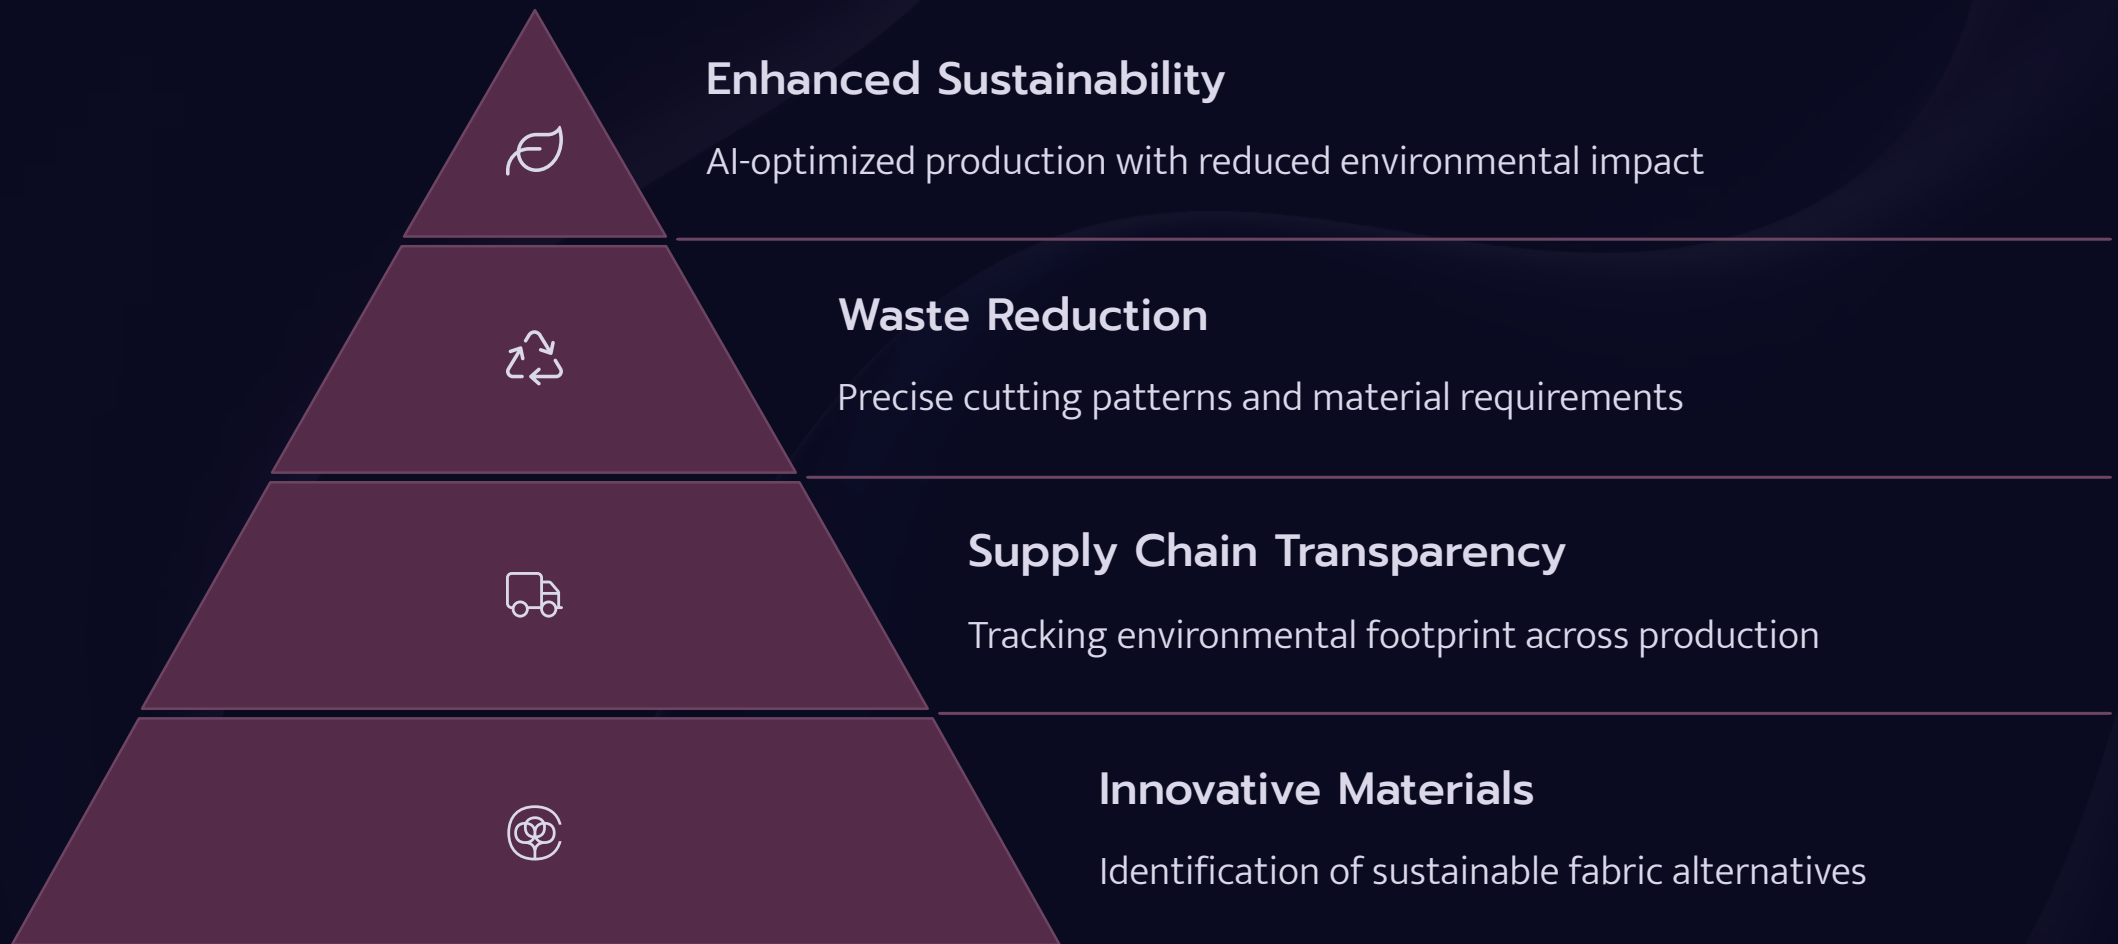 Enhanced Sustainability
AI-optimized production with reduced environmental impact
Waste Reduction
Precise cutting patterns and material requirements
Supply Chain Transparency
Tracking environmental footprint across production
Innovative Materials
Identification of sustainable fabric alternatives